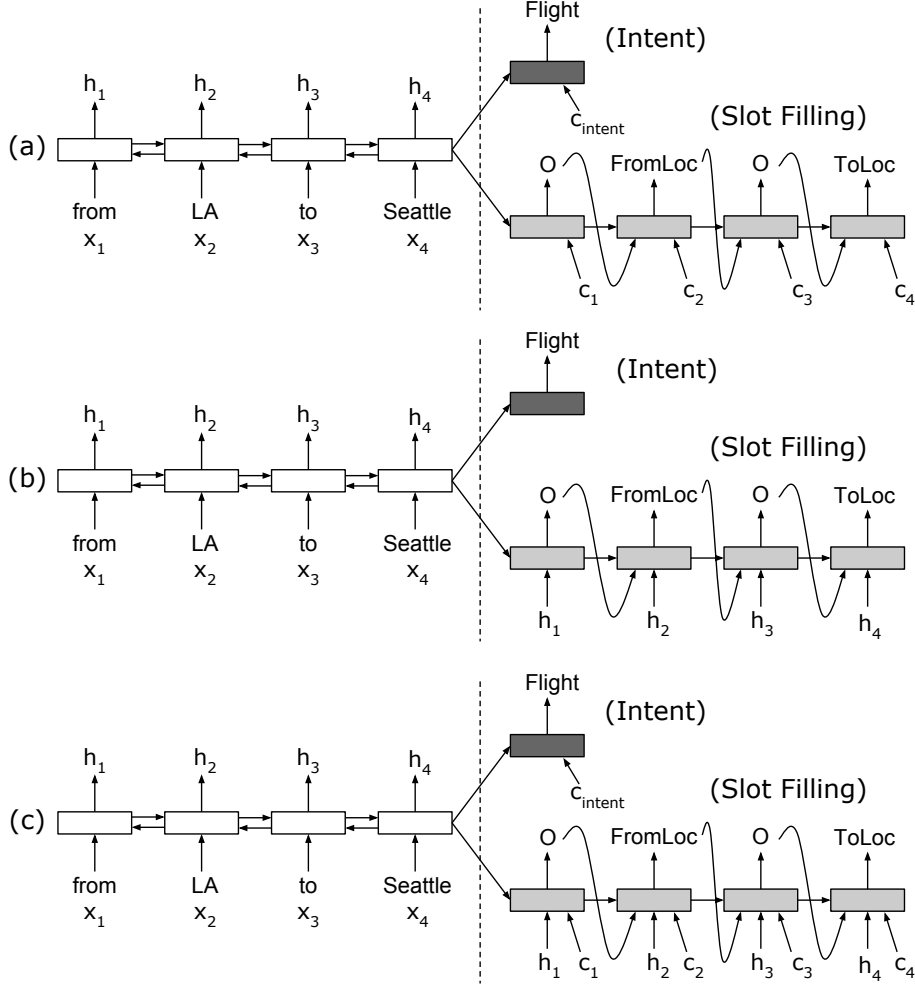 Flight
(Intent)
h1 h2 h3 h4
cintent
(Slot Filling)
(a)
O FromLoc O ToLoc
from LA to Seattle
x1 x2 x3 x4
c1 c2 c3 c4
Flight
(Intent)
h1 h2 h3 h4
(Slot Filling)
(b)
O FromLoc O ToLoc
from LA to Seattle
x1 x2 x3 x4
h1 h2 h3 h4
Flight
(Intent)
h1 h2 h3 h4
cintent
(Slot Filling)
(c)
O FromLoc O ToLoc
from LA to Seattle
x1 x2 x3 x4
h1 c1 h2 c2 h3 c3 h4 c4